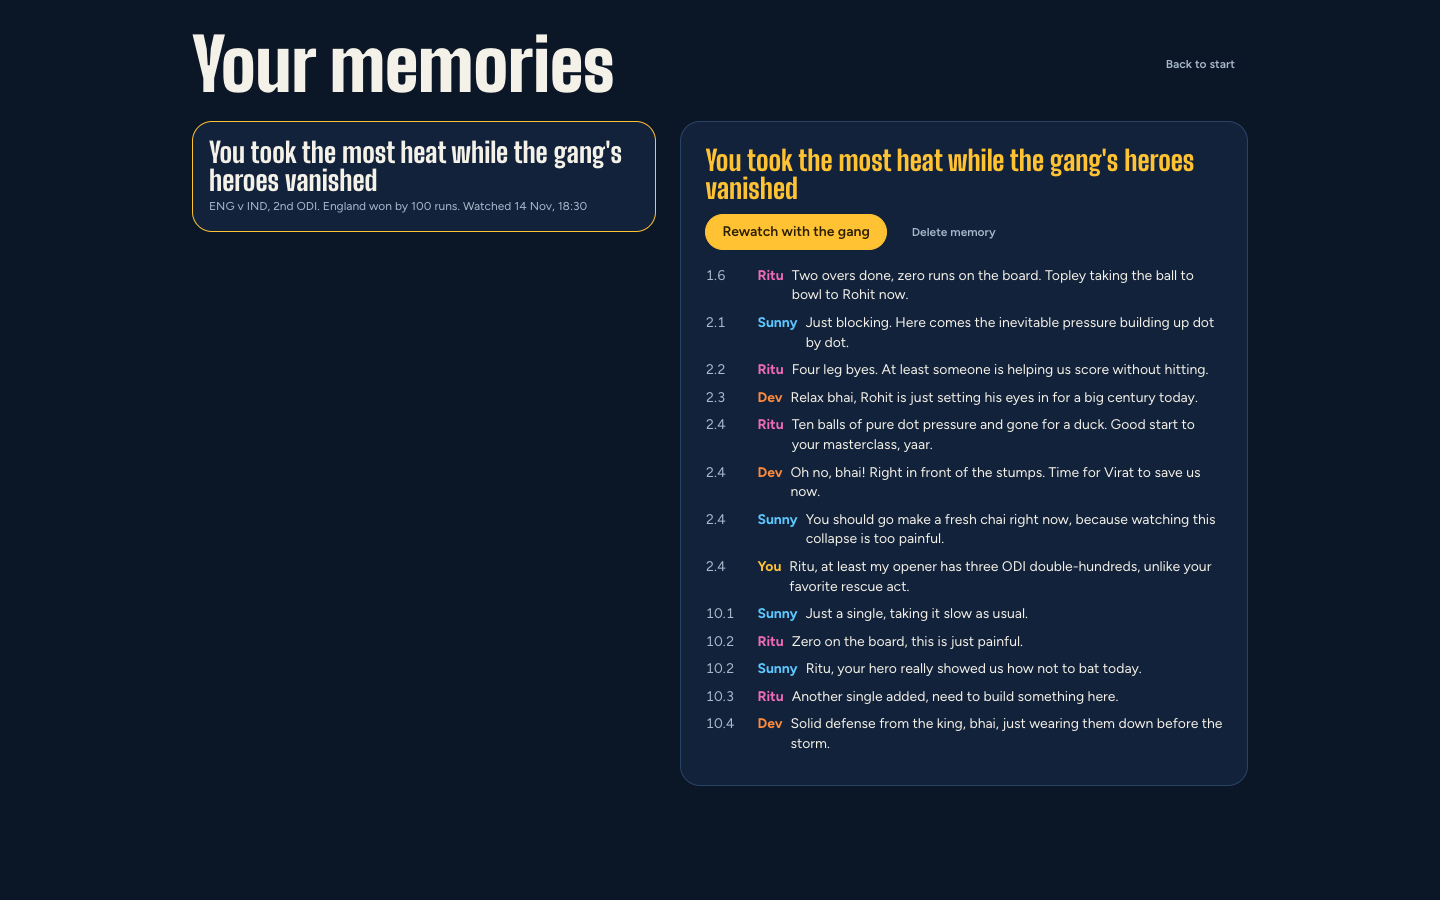 Your memories
Back to start
You took the most heat while the gang's
heroes vanished
ENG v IND, 2nd ODI. England won by 100 runs. Watched 14 Nov, 18:30
You took the most heat while the gang's heroes
vanished
Rewatch with the gang
Delete memory
1.6 Ritu Two overs done, zero runs on the board. Topley taking the ball to
bowl to Rohit now.
2.1 Sunny Just blocking. Here comes the inevitable pressure building up dot
by dot.
2.2 Ritu Four leg byes. At least someone is helping us score without hitting.
2.3 Dev Relax bhai, Rohit is just setting his eyes in for a big century today.
2.4 Ritu Ten balls of pure dot pressure and gone for a duck. Good start to
your masterclass, yaar.
2.4 Dev Oh no, bhai! Right in front of the stumps. Time for Virat to save us
now.
2.4 Sunny You should go make a fresh chai right now, because watching this
collapse is too painful.
2.4 You Ritu, at least my opener has three ODI double-hundreds, unlike your
favorite rescue act.
10.1 Sunny Just a single, taking it slow as usual.
10.2 Ritu Zero on the board, this is just painful.
10.2 Sunny Ritu, your hero really showed us how not to bat today.
10.3 Ritu Another single added, need to build something here.
10.4 Dev Solid defense from the king, bhai, just wearing them down before the
storm.